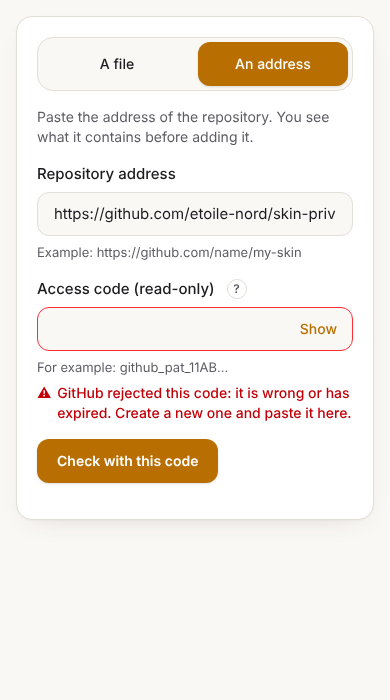 A file
An address
Paste the address of the repository. You see
what it contains before adding it.
Repository address
https://github.com/etoile-nord/skin-priv
Example: https://github.com/name/my-skin
Access code (read-only) ?
Show
For example: github_pat_11AB...
GitHub rejected this code: it is wrong or has
expired. Create a new one and paste it here.
Check with this code